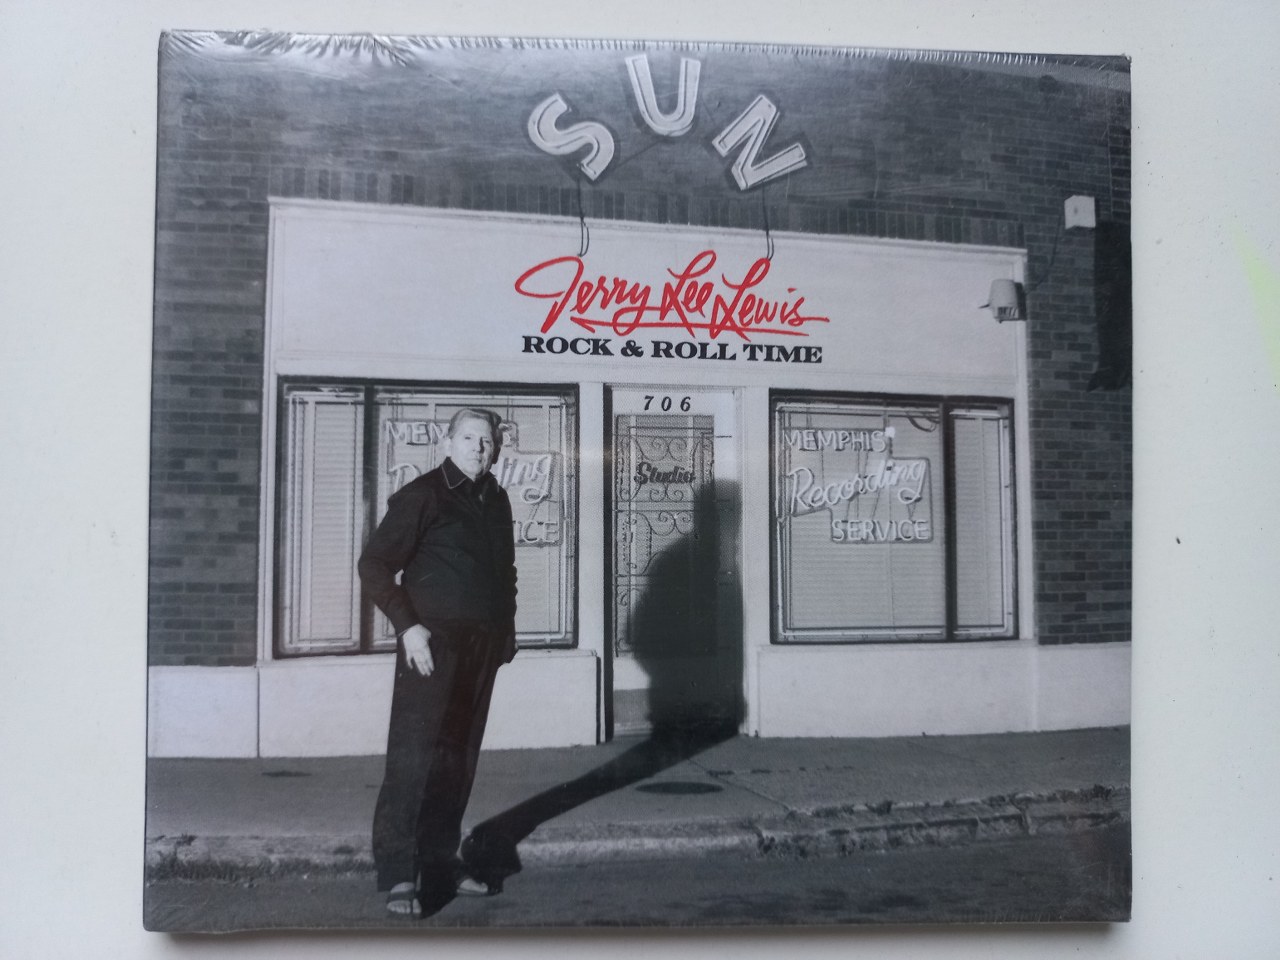 SUN
Jerry Lee Lewis
ROCK & ROLL TIME
706
Studio
MEMPHIS
Recording
SERVICE